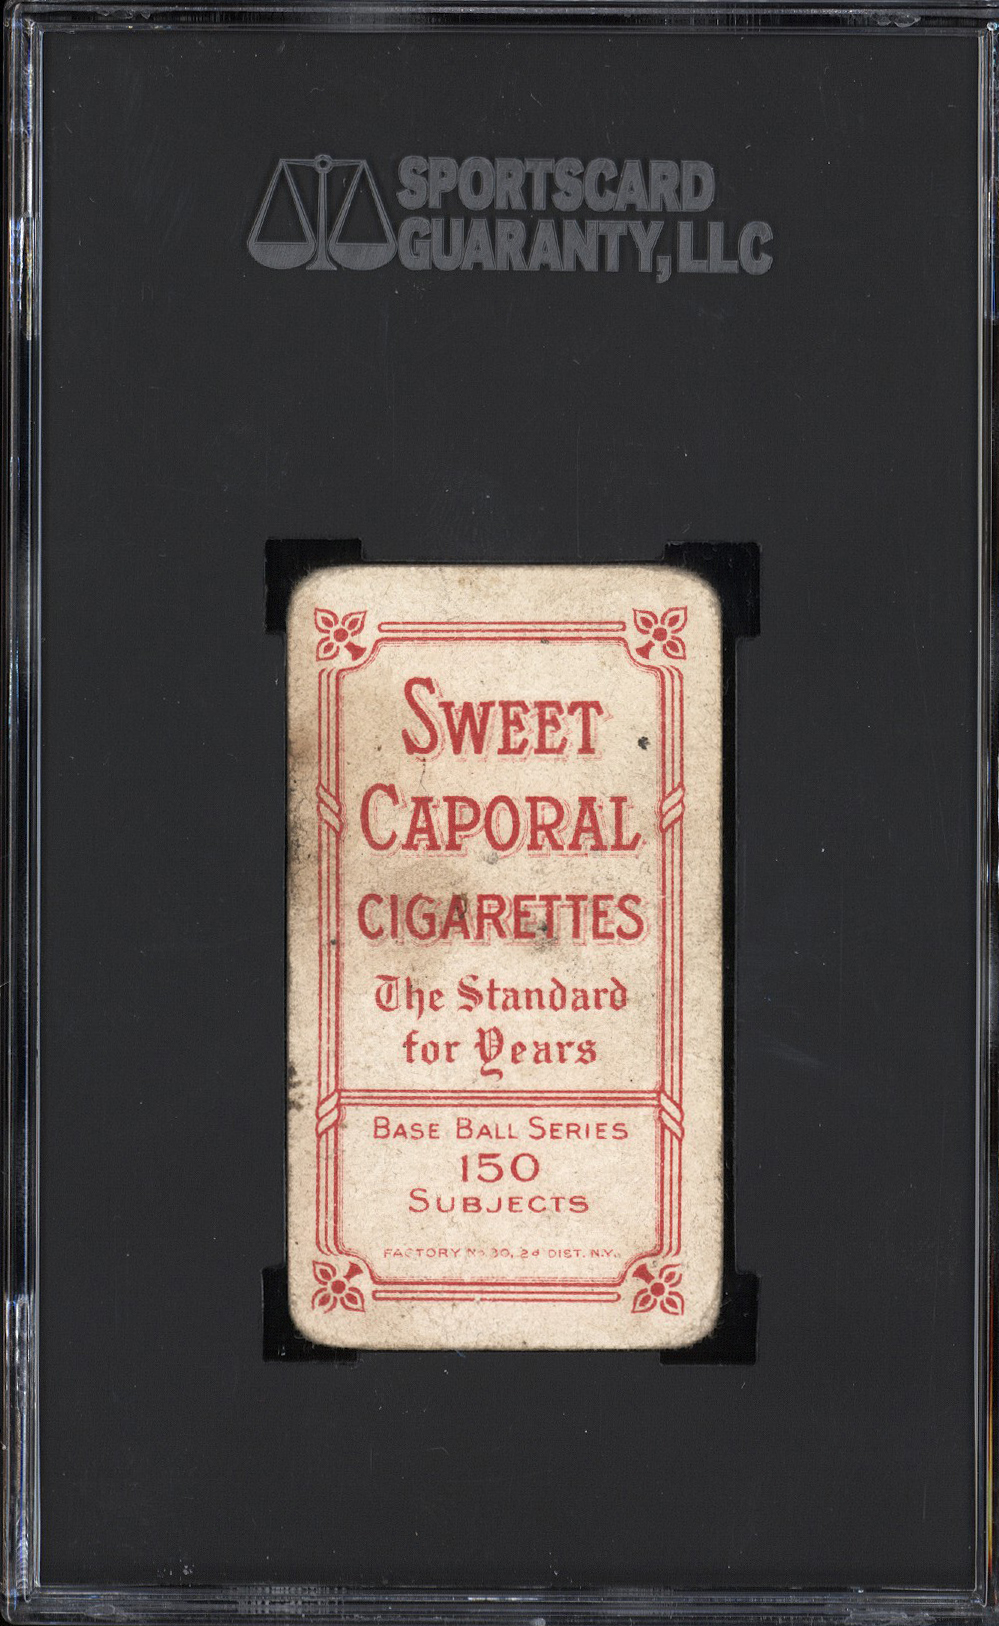 SPORTSCARD
GUARANTY, LLC
SWEET
CAPORAL
CIGARETTES
The Standard
for Years
BASE BALL SERIES
150
SUBJECTS
FACTORY No 30, 2d DIST. N.Y.